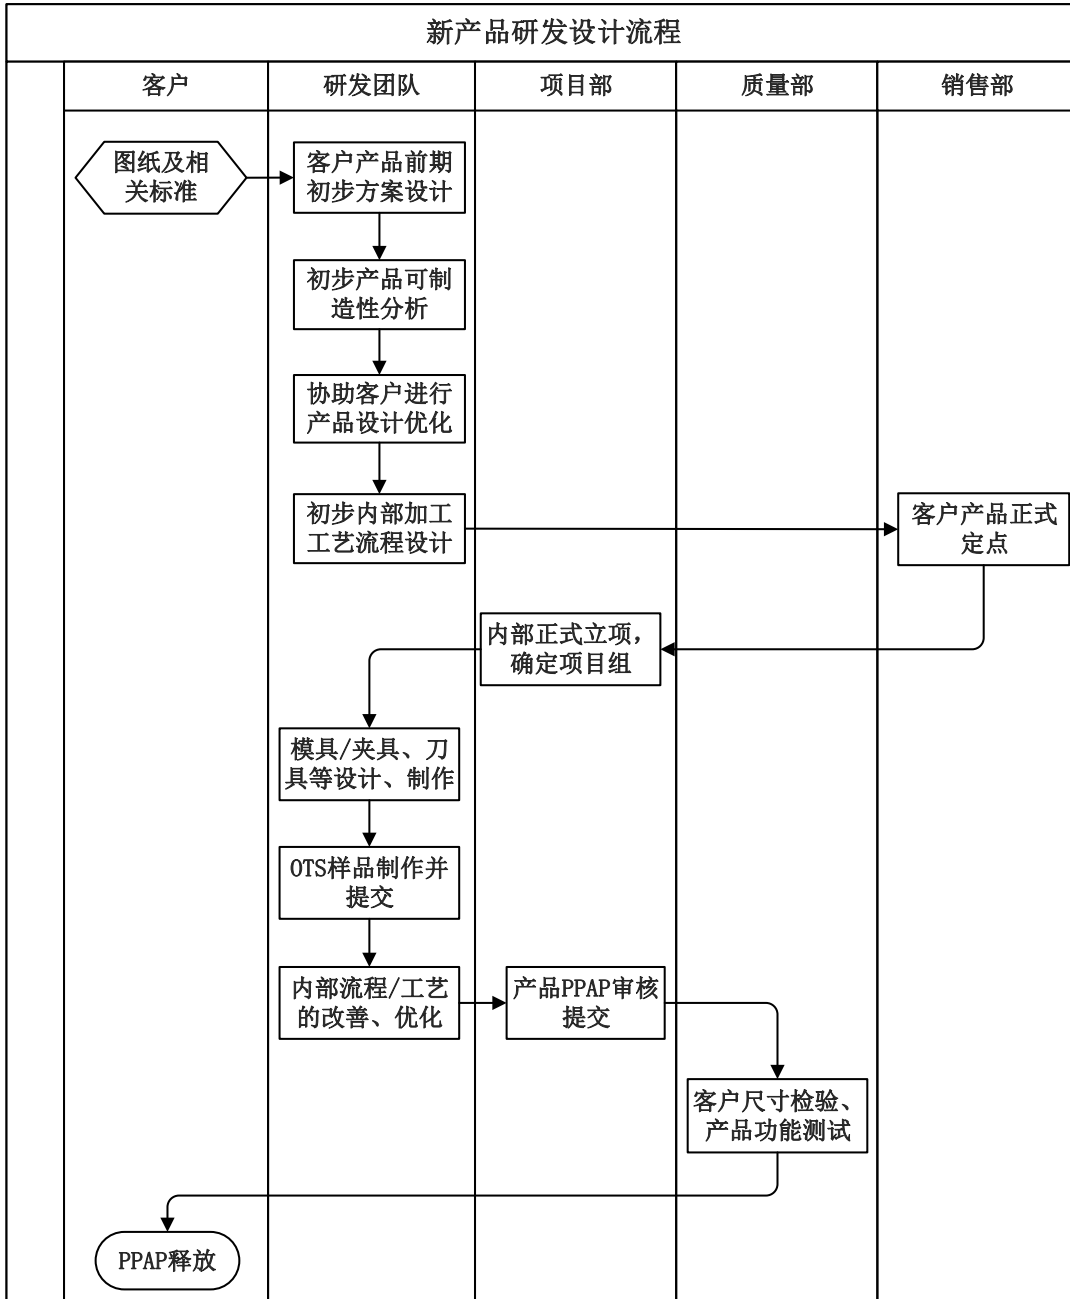 新产品研发设计流程
客户
研发团队
项目部
质量部
销售部
图纸及相
关标准
客户产品前期
初步方案设计
初步产品可制
造性分析
协助客户进行
产品设计优化
初步内部加工
工艺流程设计
客户产品正式
定点
内部正式立项，
确定项目组
模具/夹具、刀
具等设计、制作
OTS样品制作并
提交
内部流程/工艺
的改善、优化
产品PPAP审核
提交
客户尺寸检验、
产品功能测试
PPAP释放